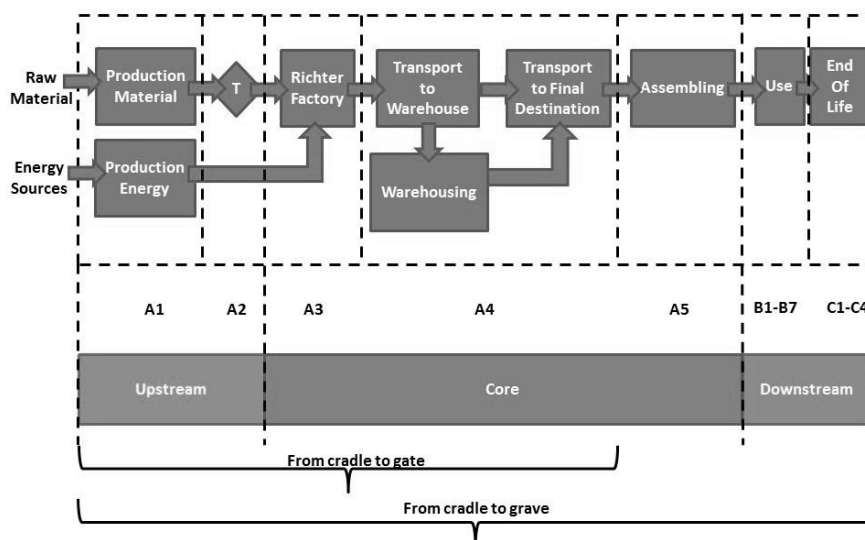 Raw
Material
Production
Material
T
Richter
Factory
Transport
to
Warehouse
Transport
to Final
Destination
Assembling
Use
End
Of
Life
Energy
Sources
Production
Energy
Warehousing
A1
A2
A3
A4
A5
B1-B7
C1-C4
Upstream
Core
Downstream
From cradle to gate
From cradle to grave